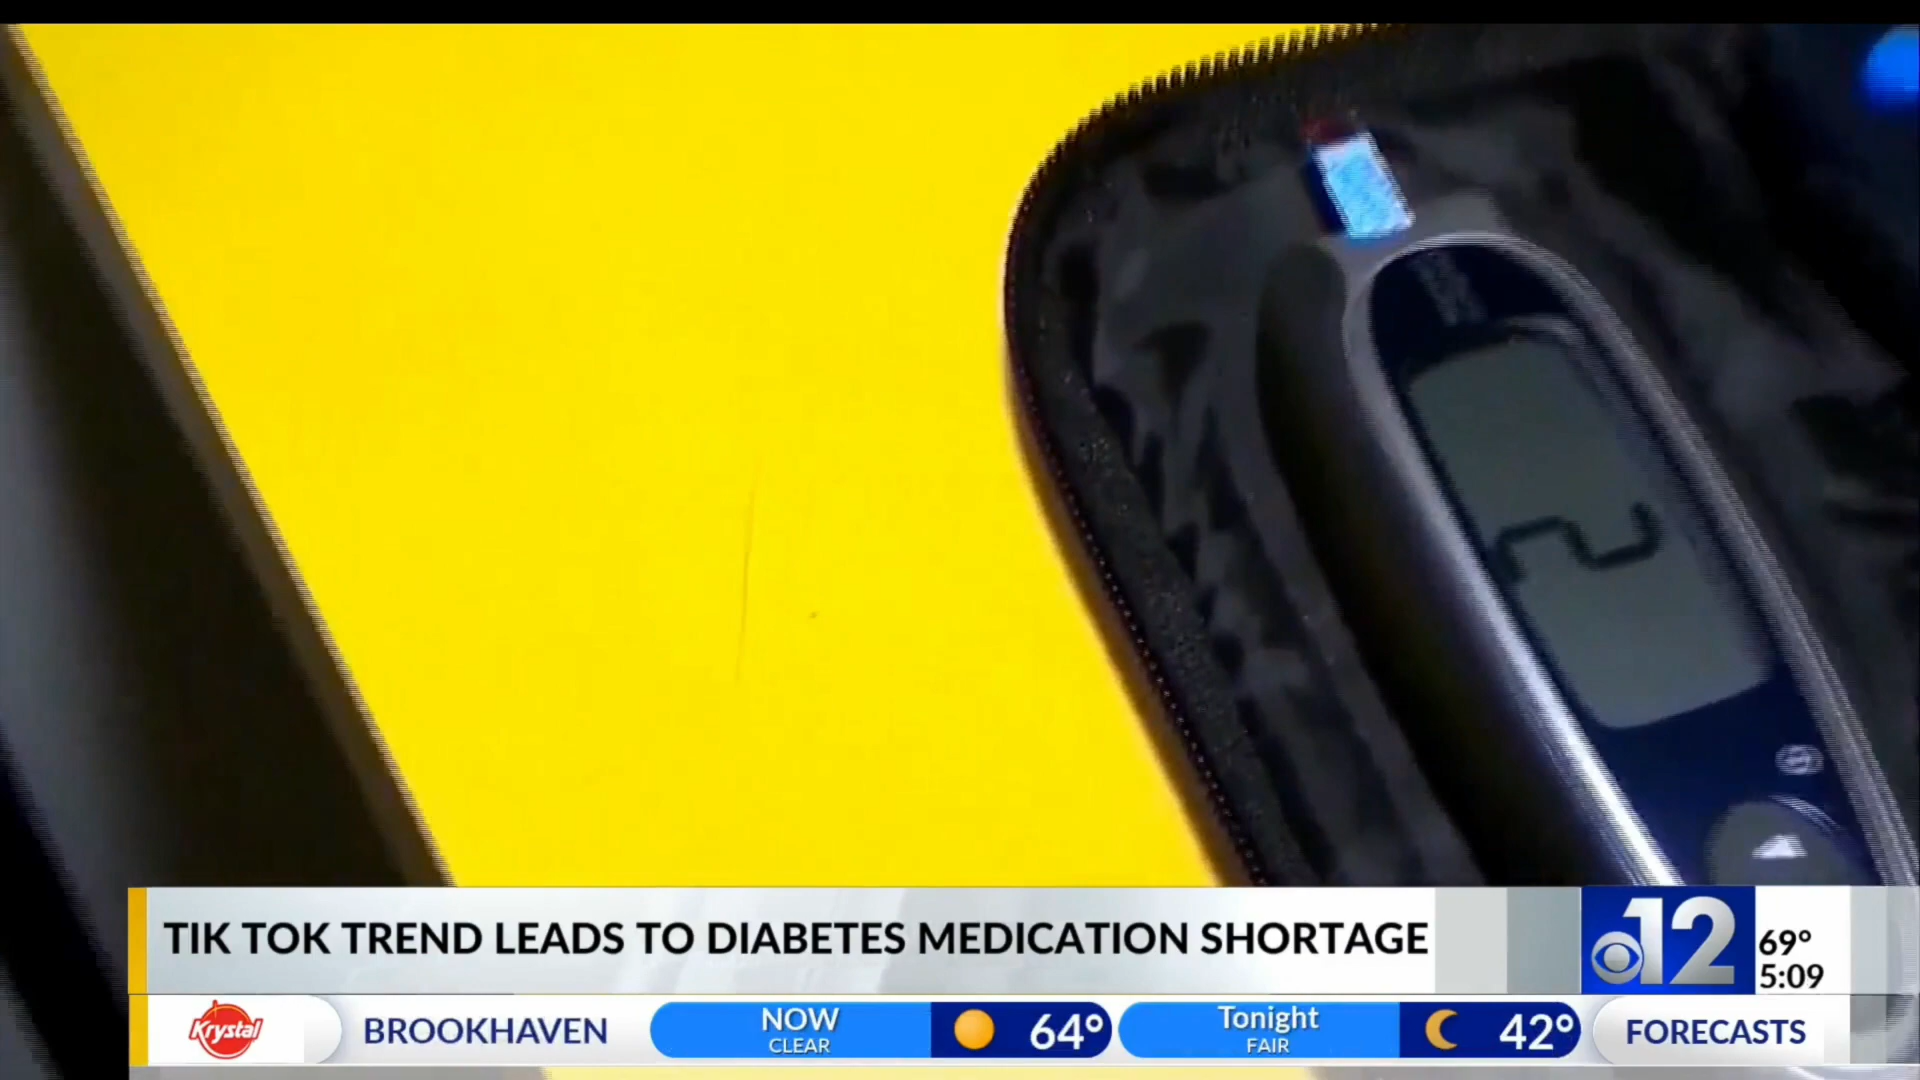 TIK TOK TREND LEADS TO DIABETES MEDICATION SHORTAGE
12
69°
5:09
Krystal
BROOKHAVEN
NOW
CLEAR
64°
Tonight
FAIR
42°
FORECASTS